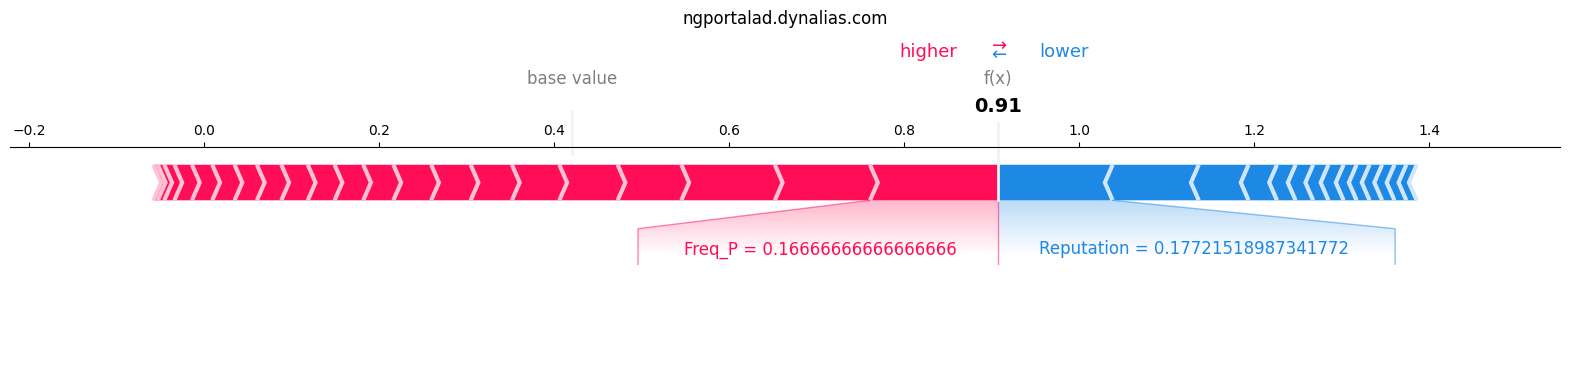 ngportalad.dynalias.com
higher ⇄ lower
base value f(x)
0.91
−0.2 0.0 0.2 0.4 0.6 0.8 1.0 1.2 1.4
Freq_P = 0.16666666666666666 Reputation = 0.17721518987341772